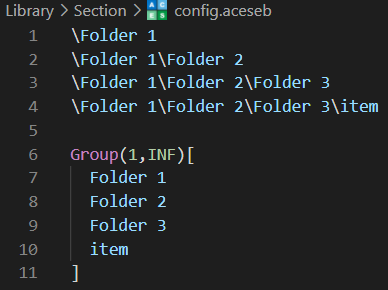 Library > Section > ACES config.aceseb
1 \Folder 1
2 \Folder 1\Folder 2
3 \Folder 1\Folder 2\Folder 3
4 \Folder 1\Folder 2\Folder 3\item
5
6 Group(1,INF)[
7 Folder 1
8 Folder 2
9 Folder 3
10 item
11 ]